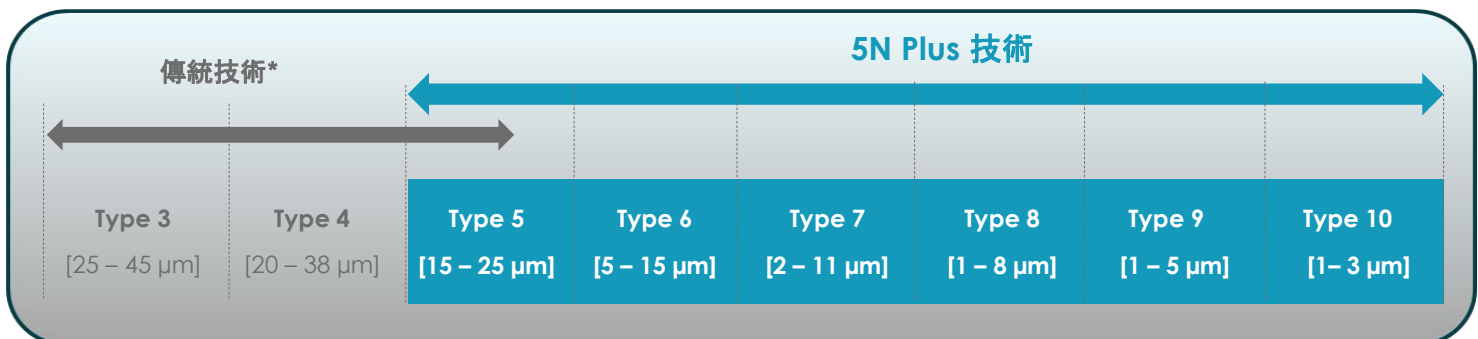 5N Plus 技術
傳統技術*
Type 3
[25 – 45 µm]
Type 4
[20 – 38 µm]
Type 5
[15 – 25 µm]
Type 6
[5 – 15 µm]
Type 7
[2 – 11 µm]
Type 8
[1 – 8 µm]
Type 9
[1 – 5 µm]
Type 10
[1– 3 µm]